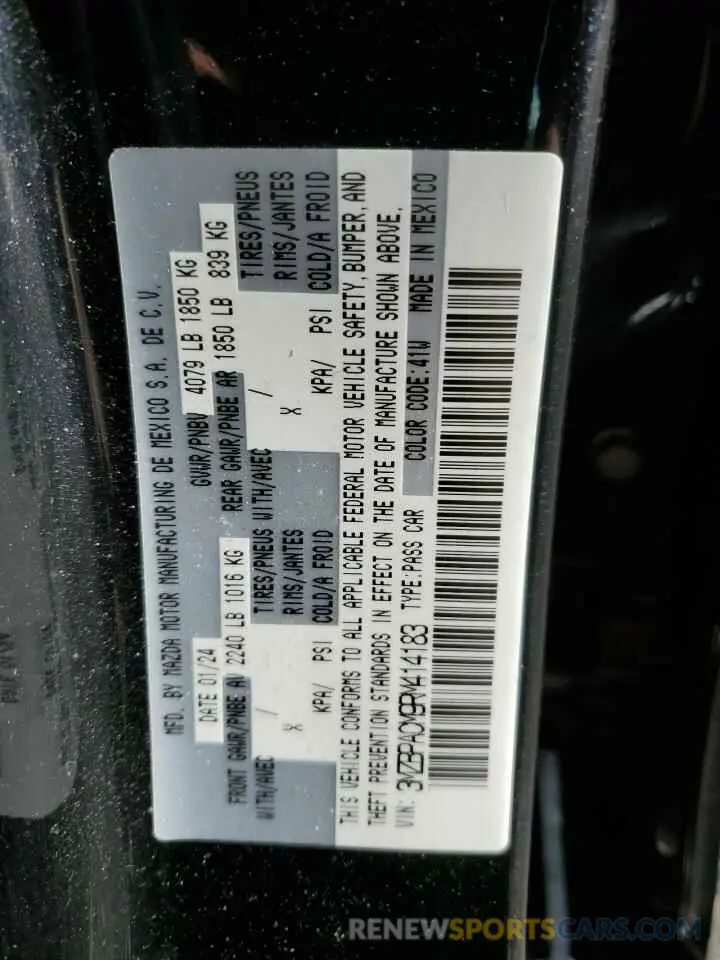 MFD. BY MAZDA MOTOR MANUFACTURING DE MEXICO S.A. DE C.V.
DATE 01/24 GVWR/PNBV 4079 LB 1850 KG
FRONT GAWR/PNBE AV 2240 LB 1016 KG REAR GAWR/PNBE AR 1850 LB 839 KG
WITH/AVEC / TIRES/PNEUS WITH/AVEC / TIRES/PNEUS
X RIMS/JANTES X RIMS/JANTES
KPA/ PSI COLD/A FROID KPA/ PSI COLD/A FROID
THIS VEHICLE CONFORMS TO ALL APPLICABLE FEDERAL MOTOR VEHICLE SAFETY, BUMPER, AND
THEFT PREVENTION STANDARDS IN EFFECT ON THE DATE OF MANUFACTURE SHOWN ABOVE.
VIN: 3MZBPACM9RM414183 TYPE:PASS CAR COLOR CODE:41W MADE IN MEXICO
RENEWSPORTSCARS.COM